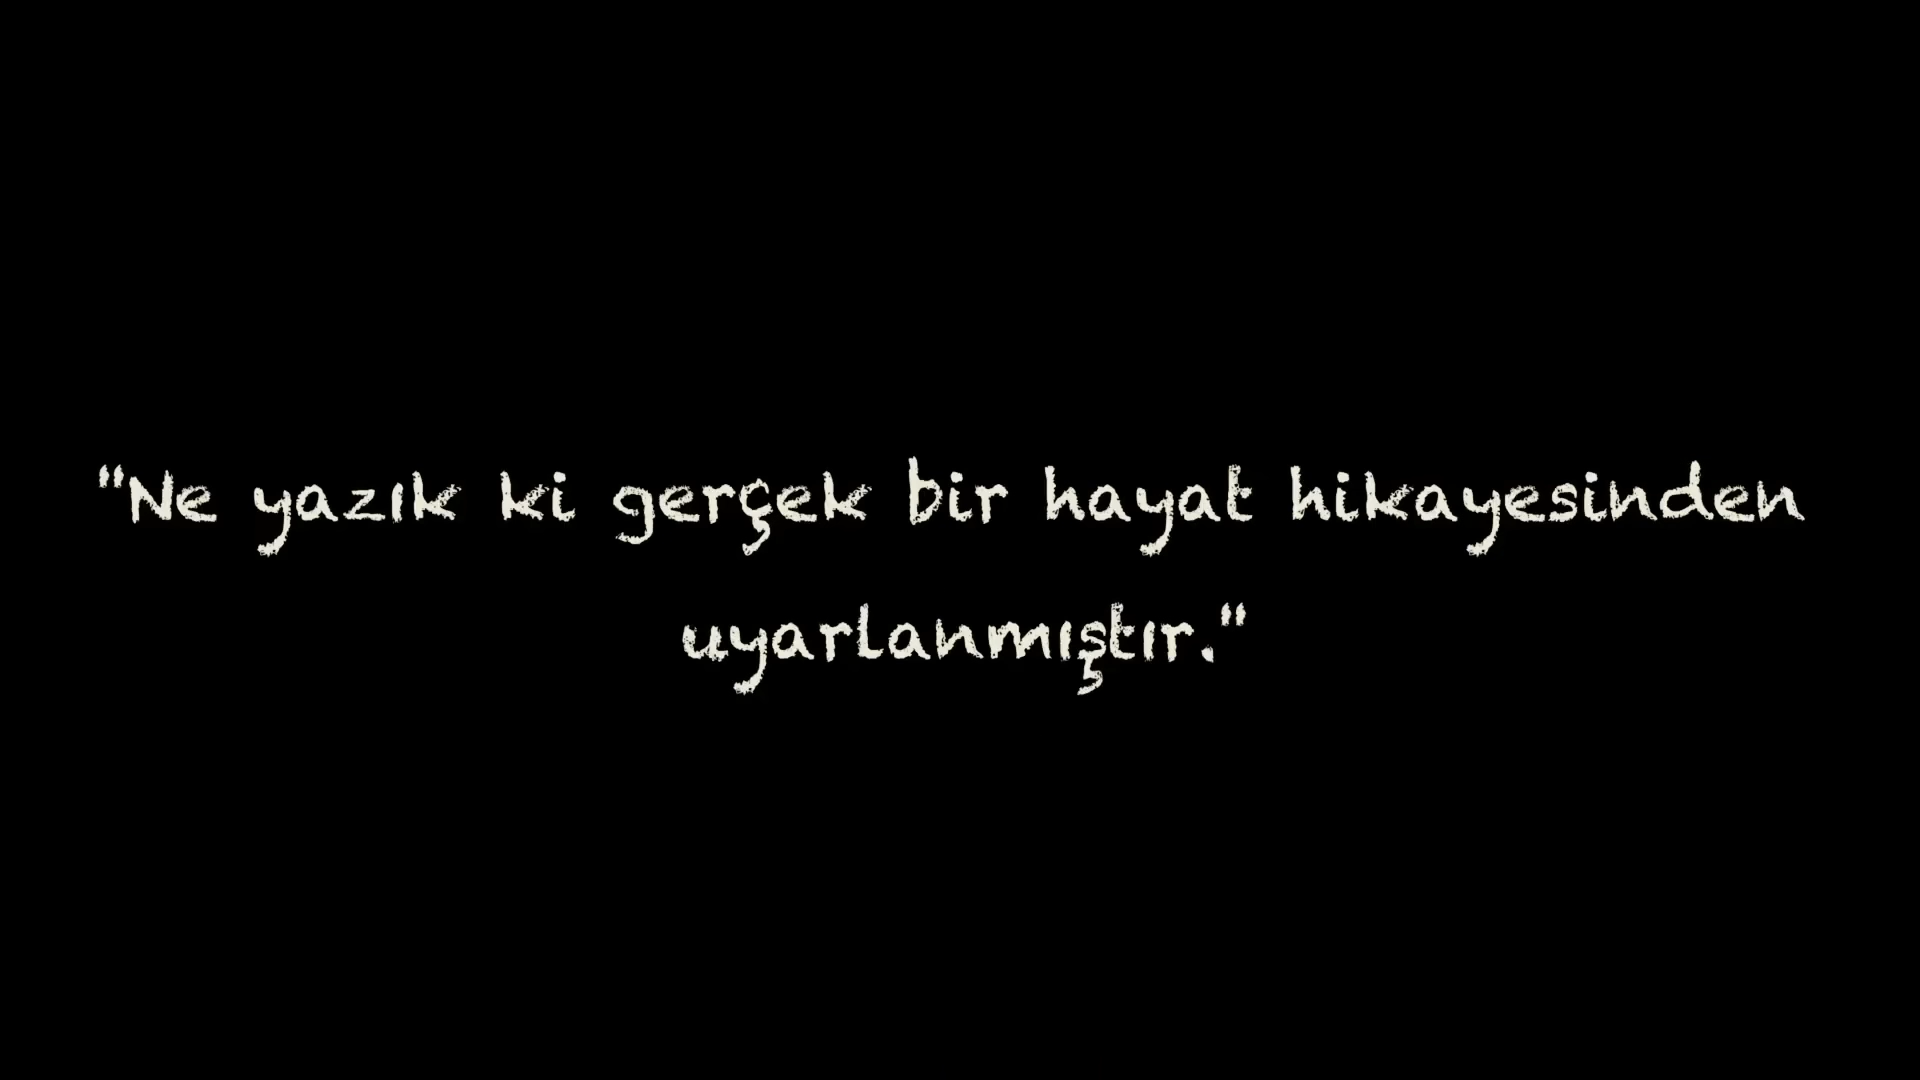 "Ne yazık ki gerçek bir hayat hikayesinden
uyarlanmıştır."